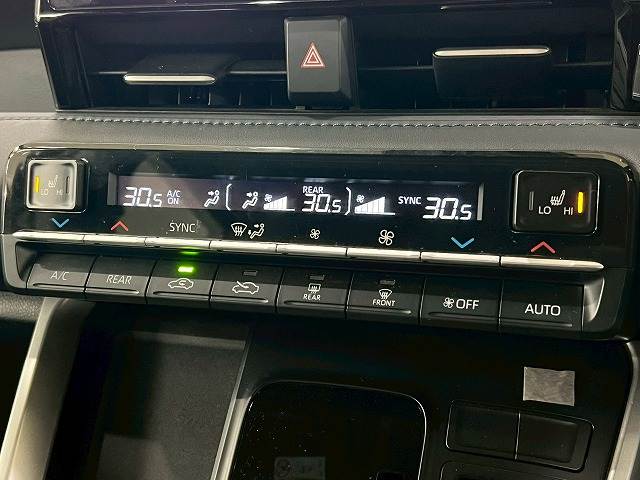 LO HI
30.5 A/C ON REAR 30.5 SYNC 30.5
LO HI
SYNC
A/C REAR REAR FRONT OFF AUTO